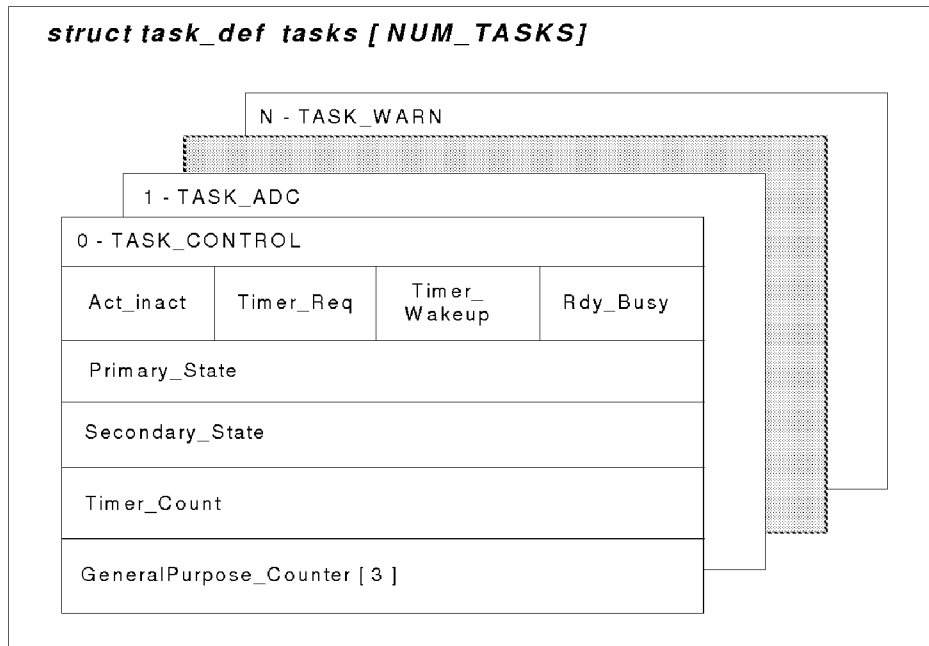 struct task_def tasks [ NUM_TASKS]
N - TASK_WARN
1 - TASK_ADC
0 - TASK_CONTROL
Act_inact
Timer_Req
Timer_
Wakeup
Rdy_Busy
Primary_State
Secondary_State
Timer_Count
GeneralPurpose_Counter [ 3 ]